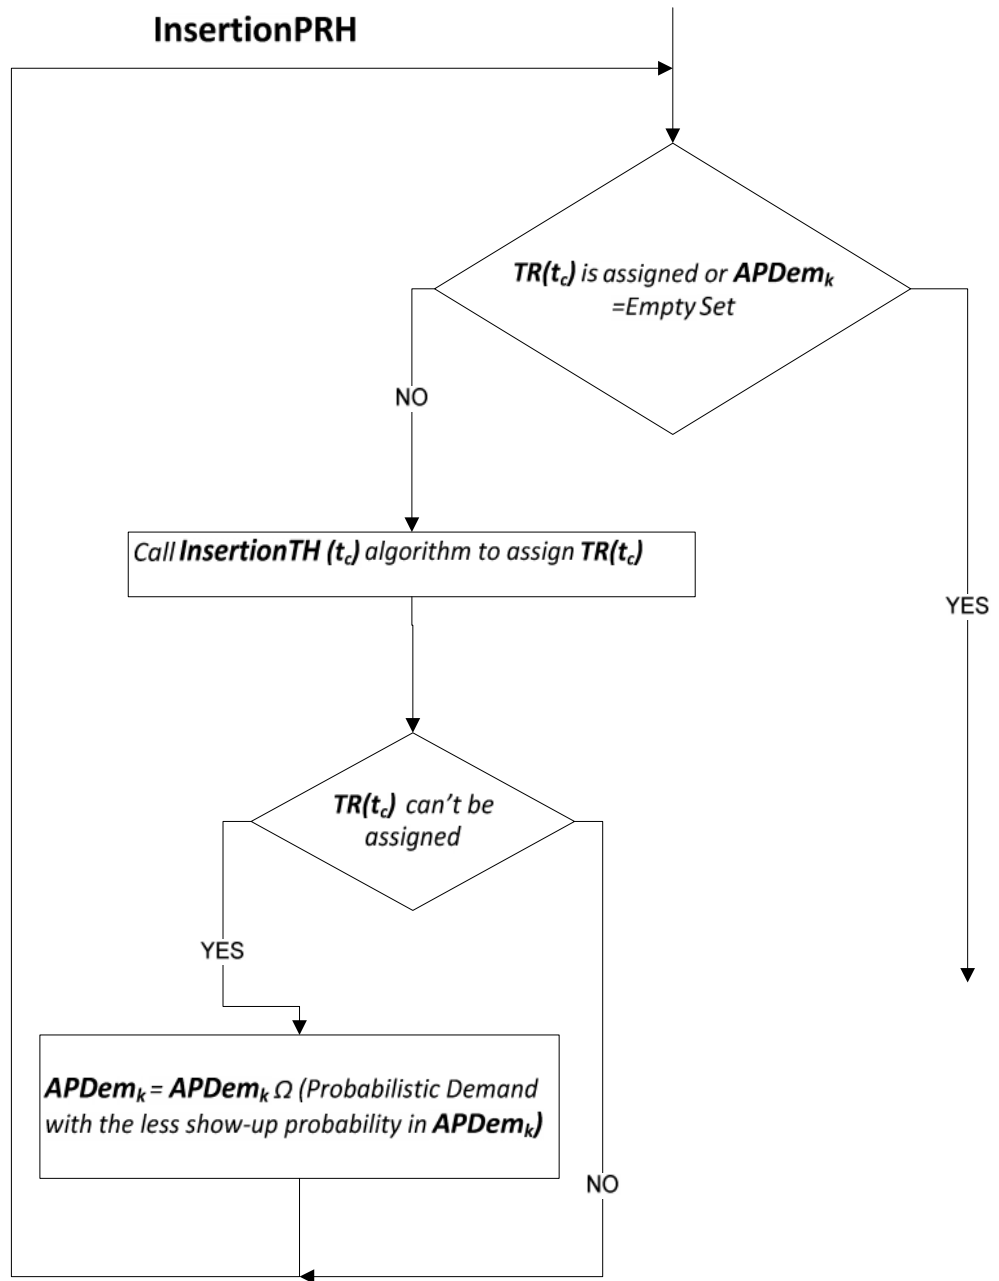 InsertionPRH
TR(tc) is assigned or APDemk
=Empty Set
NO
Call InsertionTH (tc) algorithm to assign TR(tc)
YES
TR(tc) can't be
assigned
YES
APDemk = APDemk Ω (Probabilistic Demand
with the less show-up probability in APDemk)
NO